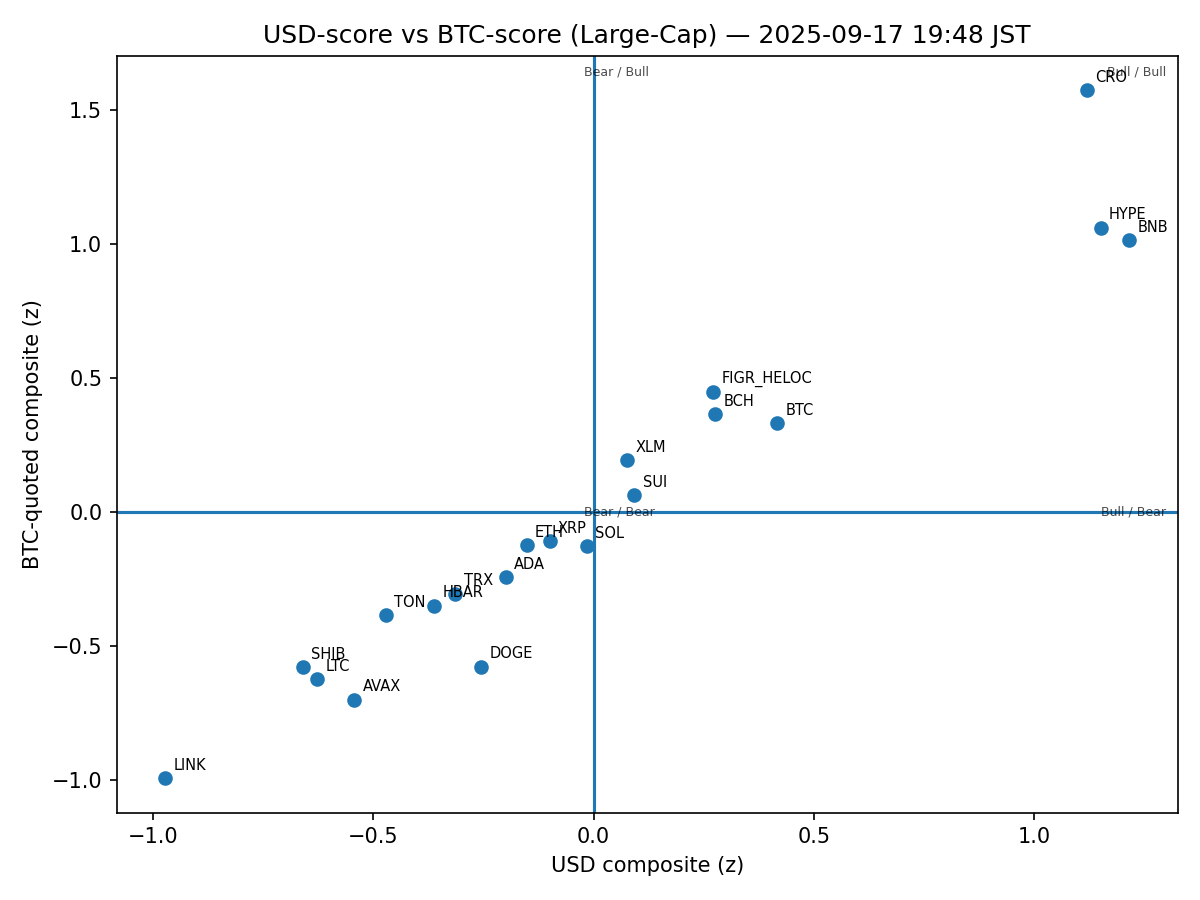 USD-score vs BTC-score (Large-Cap) — 2025-09-17 19:48 JST
Bear / Bull
Bull / Bull
CRO
1.5
HYPE
BNB
1.0
FIGR_HELOC
0.5
BCH
BTC
XLM
SUI
0.0
Bear / Bear
Bull / Bear
ETH
XRP
SOL
ADA
TRX
HBAR
TON
−0.5
SHIB
LTC
DOGE
AVAX
LINK
−1.0
−1.0
−0.5
0.0
0.5
1.0
USD composite (z)
BTC-quoted composite (z)